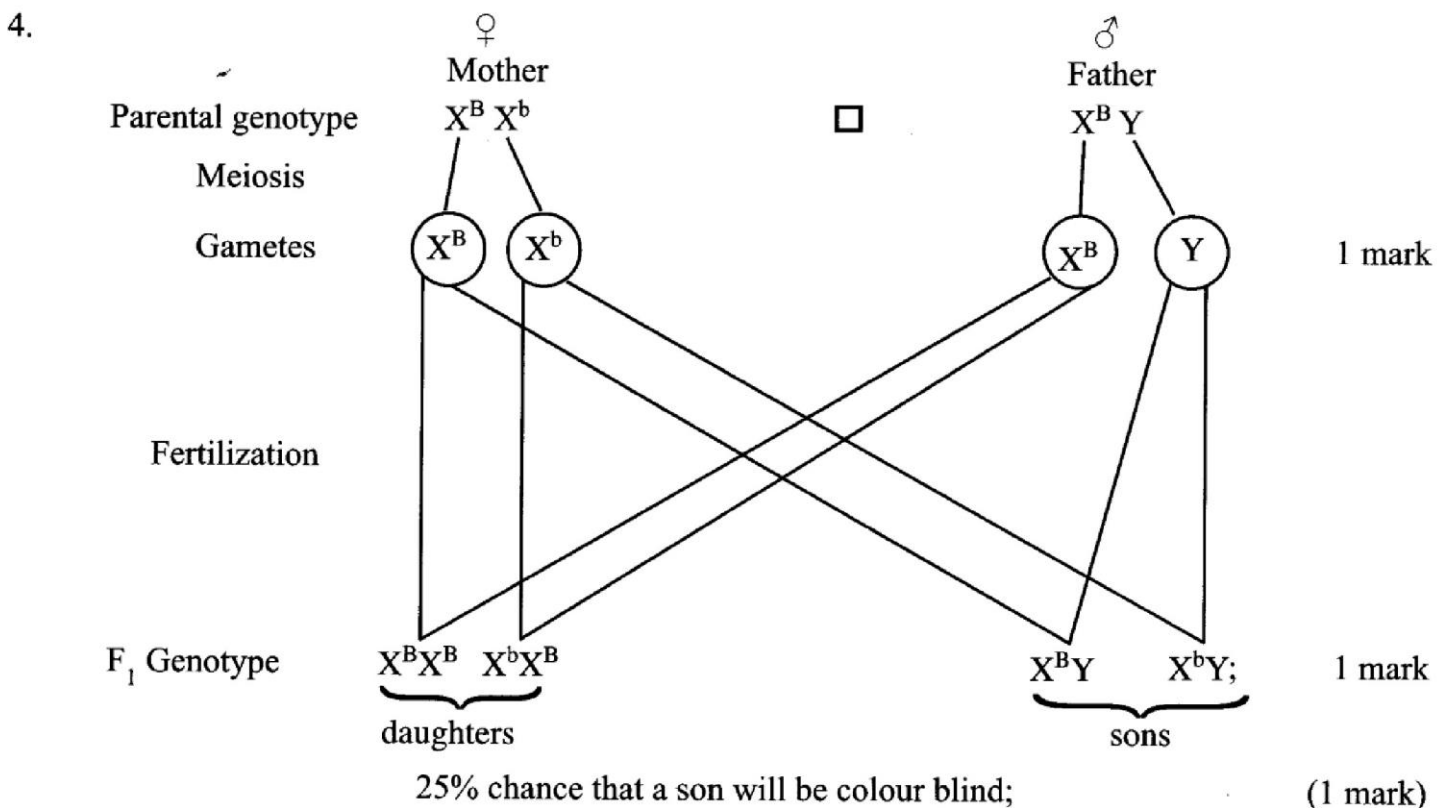 4.
♀ ♂
Mother Father
Parental genotype X^B X^b □ X^B Y
Meiosis
Gametes X^B X^b X^B Y 1 mark
Fertilization
F₁ Genotype X^BX^B X^bX^B X^BY X^bY; 1 mark
daughters sons
25% chance that a son will be colour blind; (1 mark)